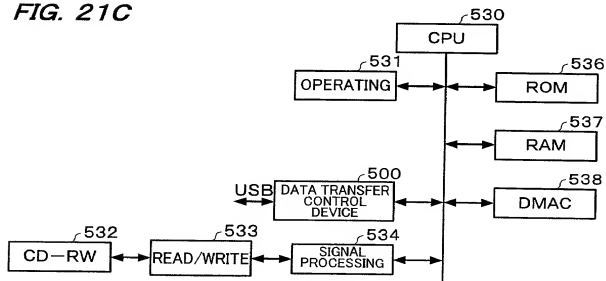 FIG. 21C
530
CPU
531
OPERATING
536
ROM
537
RAM
500
USB
DATA TRANSFER
CONTROL
DEVICE
538
DMAC
532
CD-RW
533
READ/WRITE
534
SIGNAL
PROCESSING